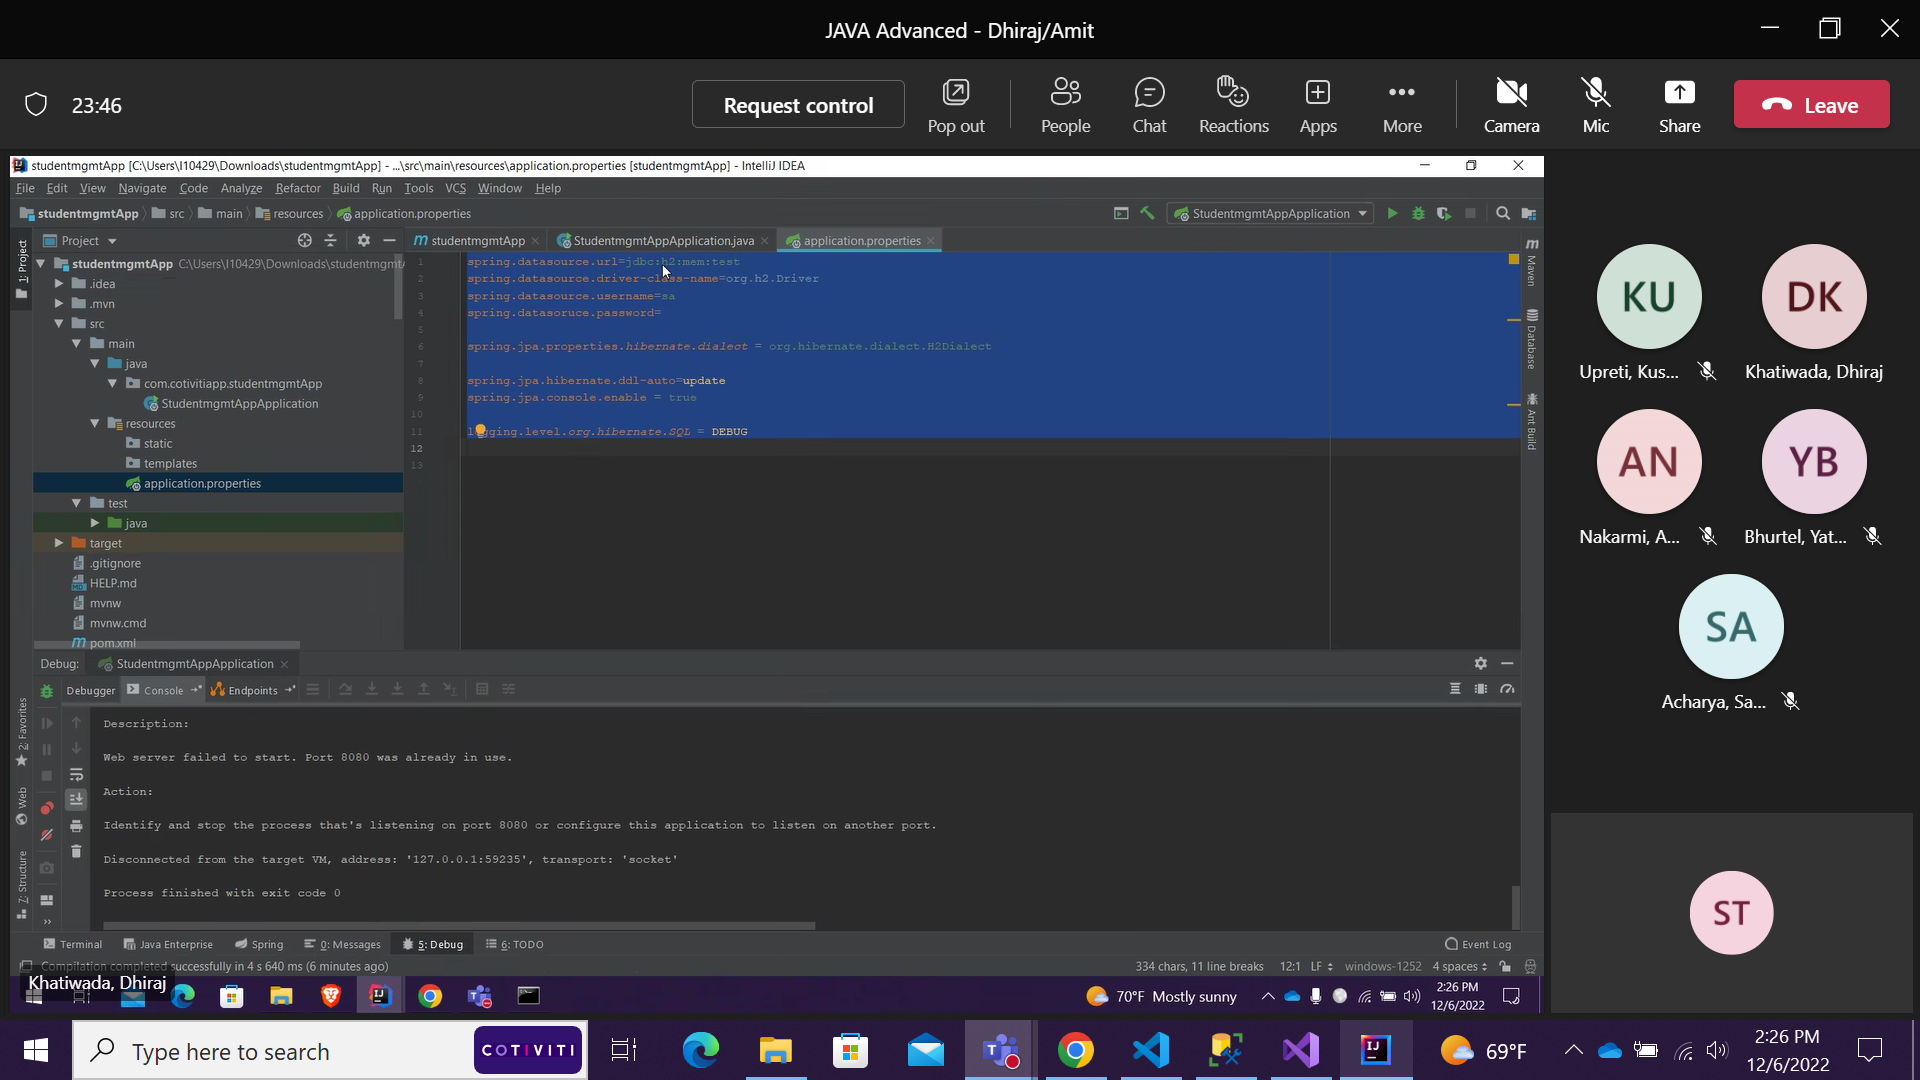 JAVA Advanced - Dhiraj/Amit
23:46
Request control
Pop out
People
Chat
Reactions
Apps
More
Camera
Mic
Share
Leave
studentmgmtApp [C:\Users\I10429\Downloads\studentmgmtApp] - ...\src\main\resources\application.properties [studentmgmtApp] - IntelliJ IDEA
File Edit View Navigate Code Analyze Refactor Build Run Tools VCS Window Help
studentmgmtApp src main resources application.properties
StudentmgmtAppApplication
1: Project
Project
studentmgmtApp
StudentmgmtAppApplication.java
application.properties
studentmgmtApp C:\Users\I10429\Downloads\studentmgmt
.idea
.mvn
src
main
java
com.cotivitiapp.studentmgmtApp
StudentmgmtAppApplication
resources
static
templates
application.properties
test
java
target
.gitignore
HELP.md
mvnw
mvnw.cmd
pom.xml
1 spring.datasource.url=jdbc:h2:mem:test
2 spring.datasource.driver-class-name=org.h2.Driver
3 spring.datasource.username=sa
4 spring.datasoruce.password=
5
6 spring.jpa.properties.hibernate.dialect = org.hibernate.dialect.H2Dialect
7
8 spring.jpa.hibernate.ddl-auto=update
9 spring.jpa.console.enable = true
10
11 logging.level.org.hibernate.SQL = DEBUG
12
13
m
Maven
Database
Ant Build
Debug: StudentmgmtAppApplication
Debugger Console Endpoints
2: Favorites
Web
Z: Structure
Description:
Web server failed to start. Port 8080 was already in use.
Action:
Identify and stop the process that's listening on port 8080 or configure this application to listen on another port.
Disconnected from the target VM, address: '127.0.0.1:59235', transport: 'socket'
Process finished with exit code 0
Terminal Java Enterprise Spring 0: Messages 5: Debug 6: TODO
Event Log
Compilation completed successfully in 4 s 640 ms (6 minutes ago)
334 chars, 11 line breaks 12:1 LF windows-1252 4 spaces
Khatiwada, Dhiraj
70°F Mostly sunny
2:26 PM
12/6/2022
KU
Upreti, Kus...
DK
Khatiwada, Dhiraj
AN
Nakarmi, A...
YB
Bhurtel, Yat...
SA
Acharya, Sa...
ST
Type here to search
COTIVITI
69°F
2:26 PM
12/6/2022